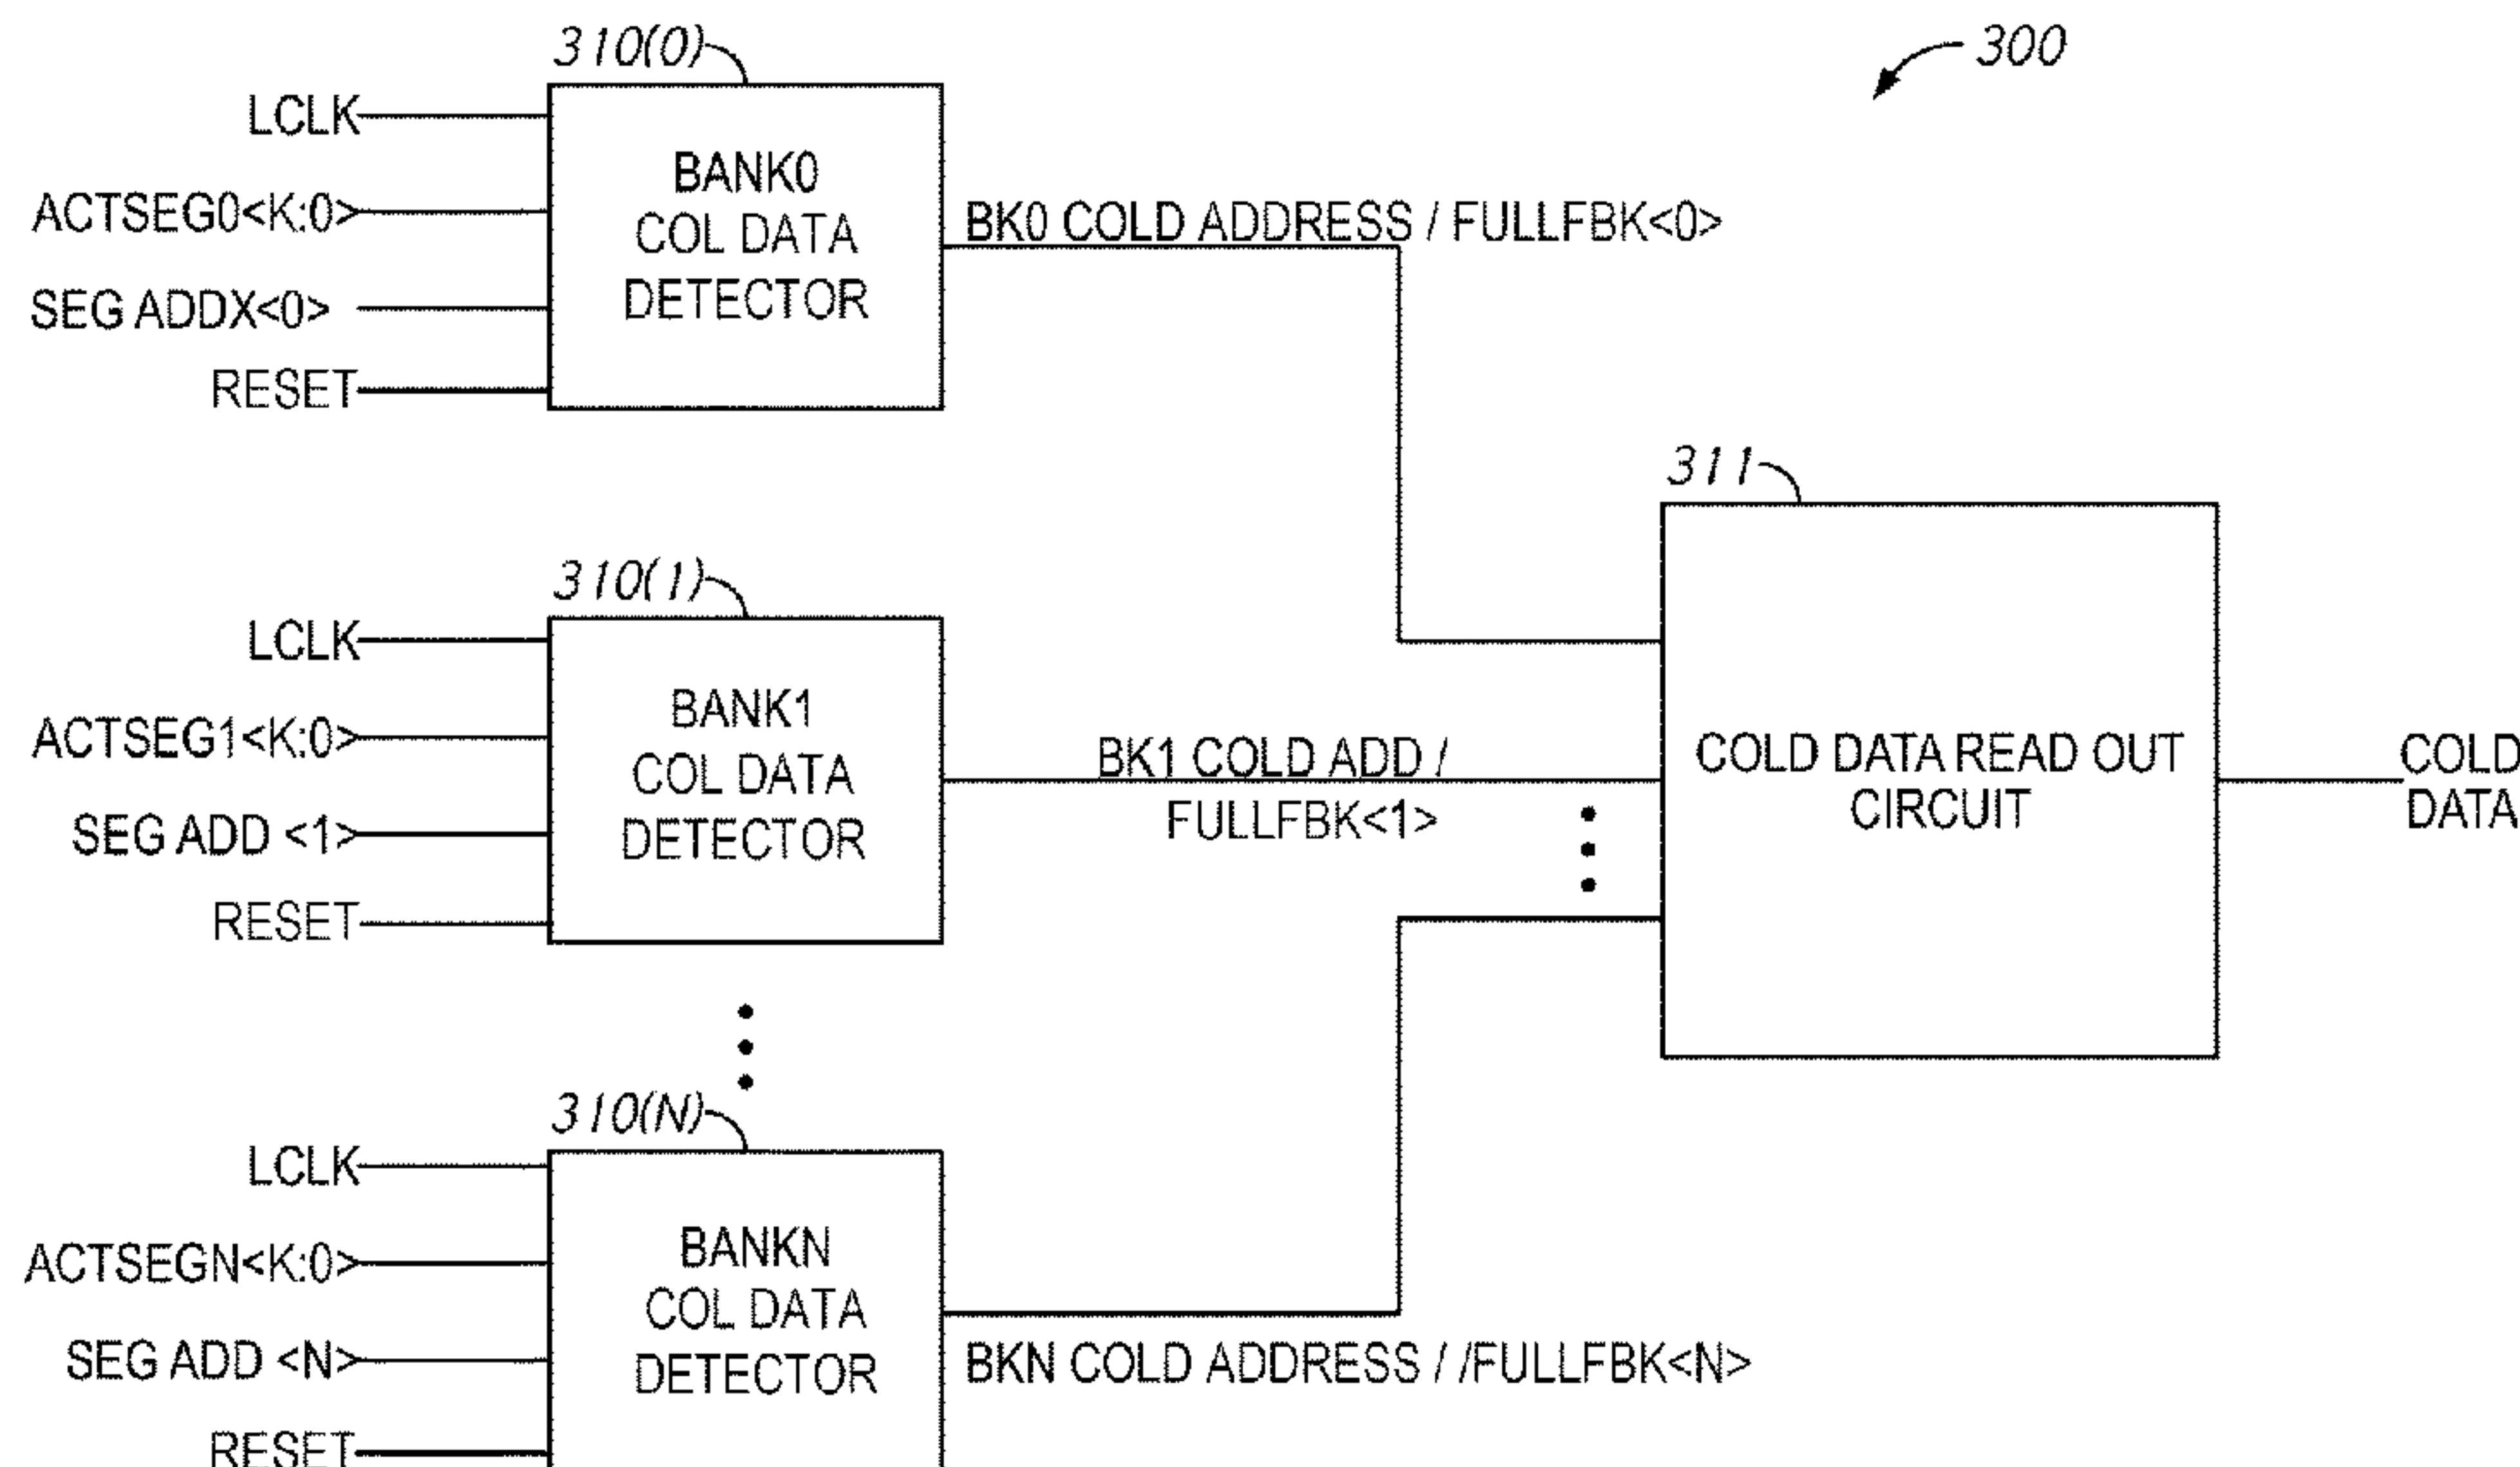 310(0)
300
LCLK
ACTSEG0<K:0>
SEG ADDX<0>
RESET
BANK0
COL DATA
DETECTOR
BK0 COLD ADDRESS / FULLFBK<0>
310(1)
LCLK
ACTSEG1<K:0>
SEG ADD <1>
RESET
BANK1
COL DATA
DETECTOR
BK1 COLD ADD /
FULLFBK<1>
311
COLD DATA READ OUT
CIRCUIT
COLD
DATA
310(N)
LCLK
ACTSEGN<K:0>
SEG ADD <N>
RESET
BANKN
COL DATA
DETECTOR
BKN COLD ADDRESS / /FULLFBK<N>